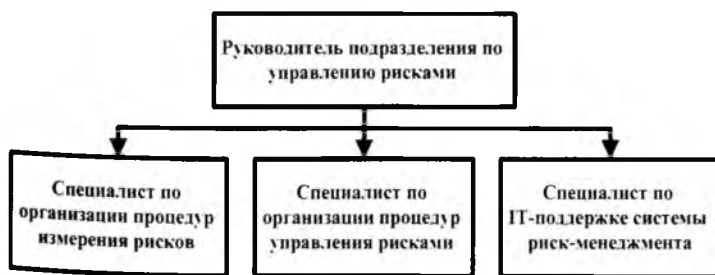 Руководитель подразделения по
управлению рисками
Специалист по
организации процедур
измерения рисков
Специалист по
организации процедур
управления рисками
Специалист по
IT-поддержке системы
риск-менеджмента